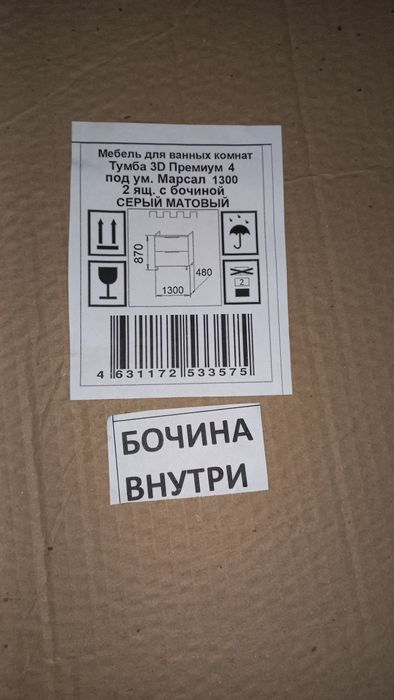 Мебель для ванных комнат
Тумба 3D Премиум 4
под ум. Марсал 1300
2 ящ. с бочиной
СЕРЫЙ МАТОВЫЙ
870
480
1300
2
4 631172 533575
БОЧИНА
ВНУТРИ